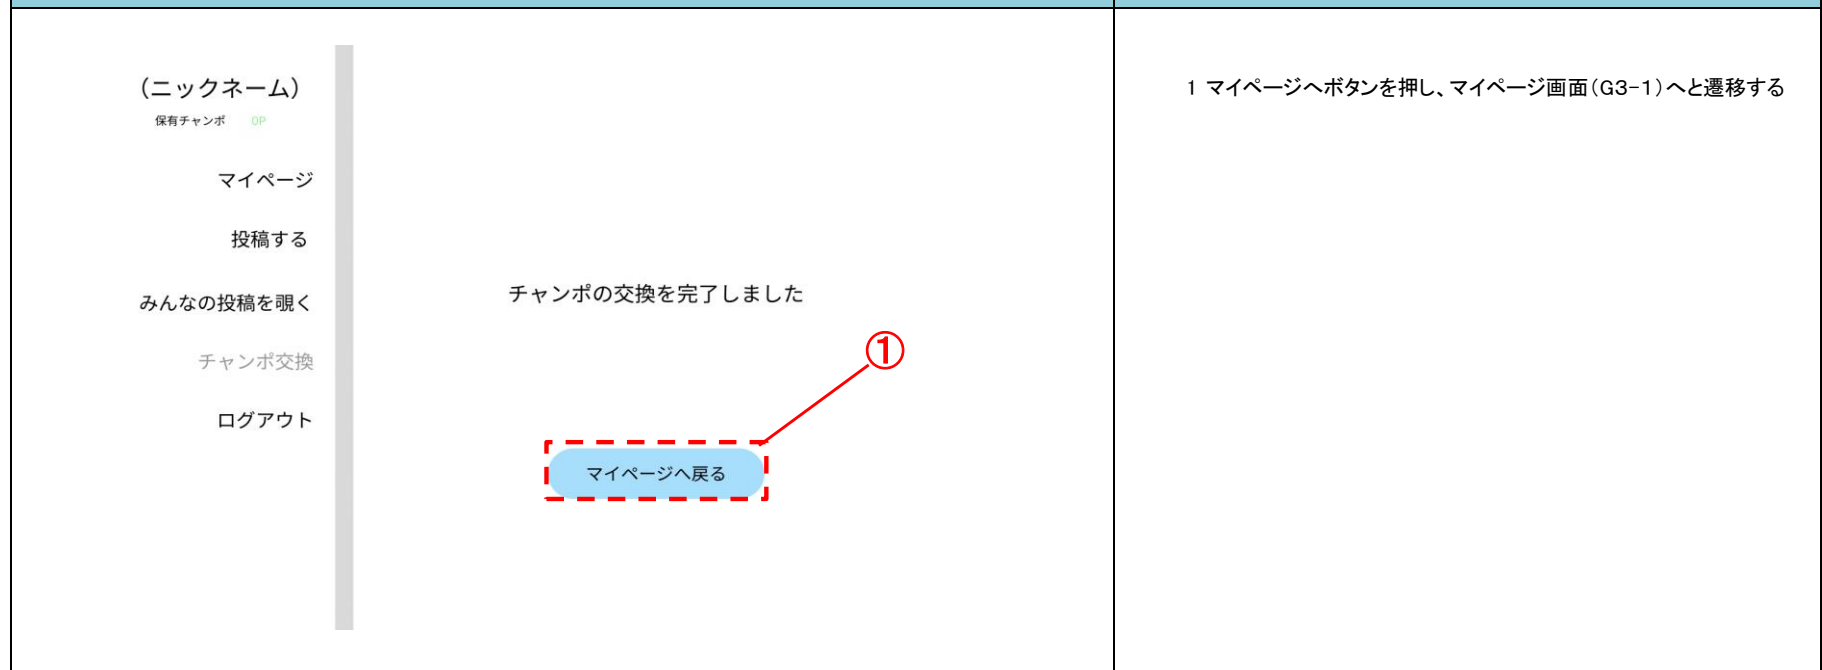 （ニックネーム）
保有チャンポ 0P
マイページ
投稿する
みんなの投稿を覗く
チャンポ交換
ログアウト
チャンポの交換を完了しました
①
マイページへ戻る
1 マイページへボタンを押し、マイページ画面（G3-1）へと遷移する